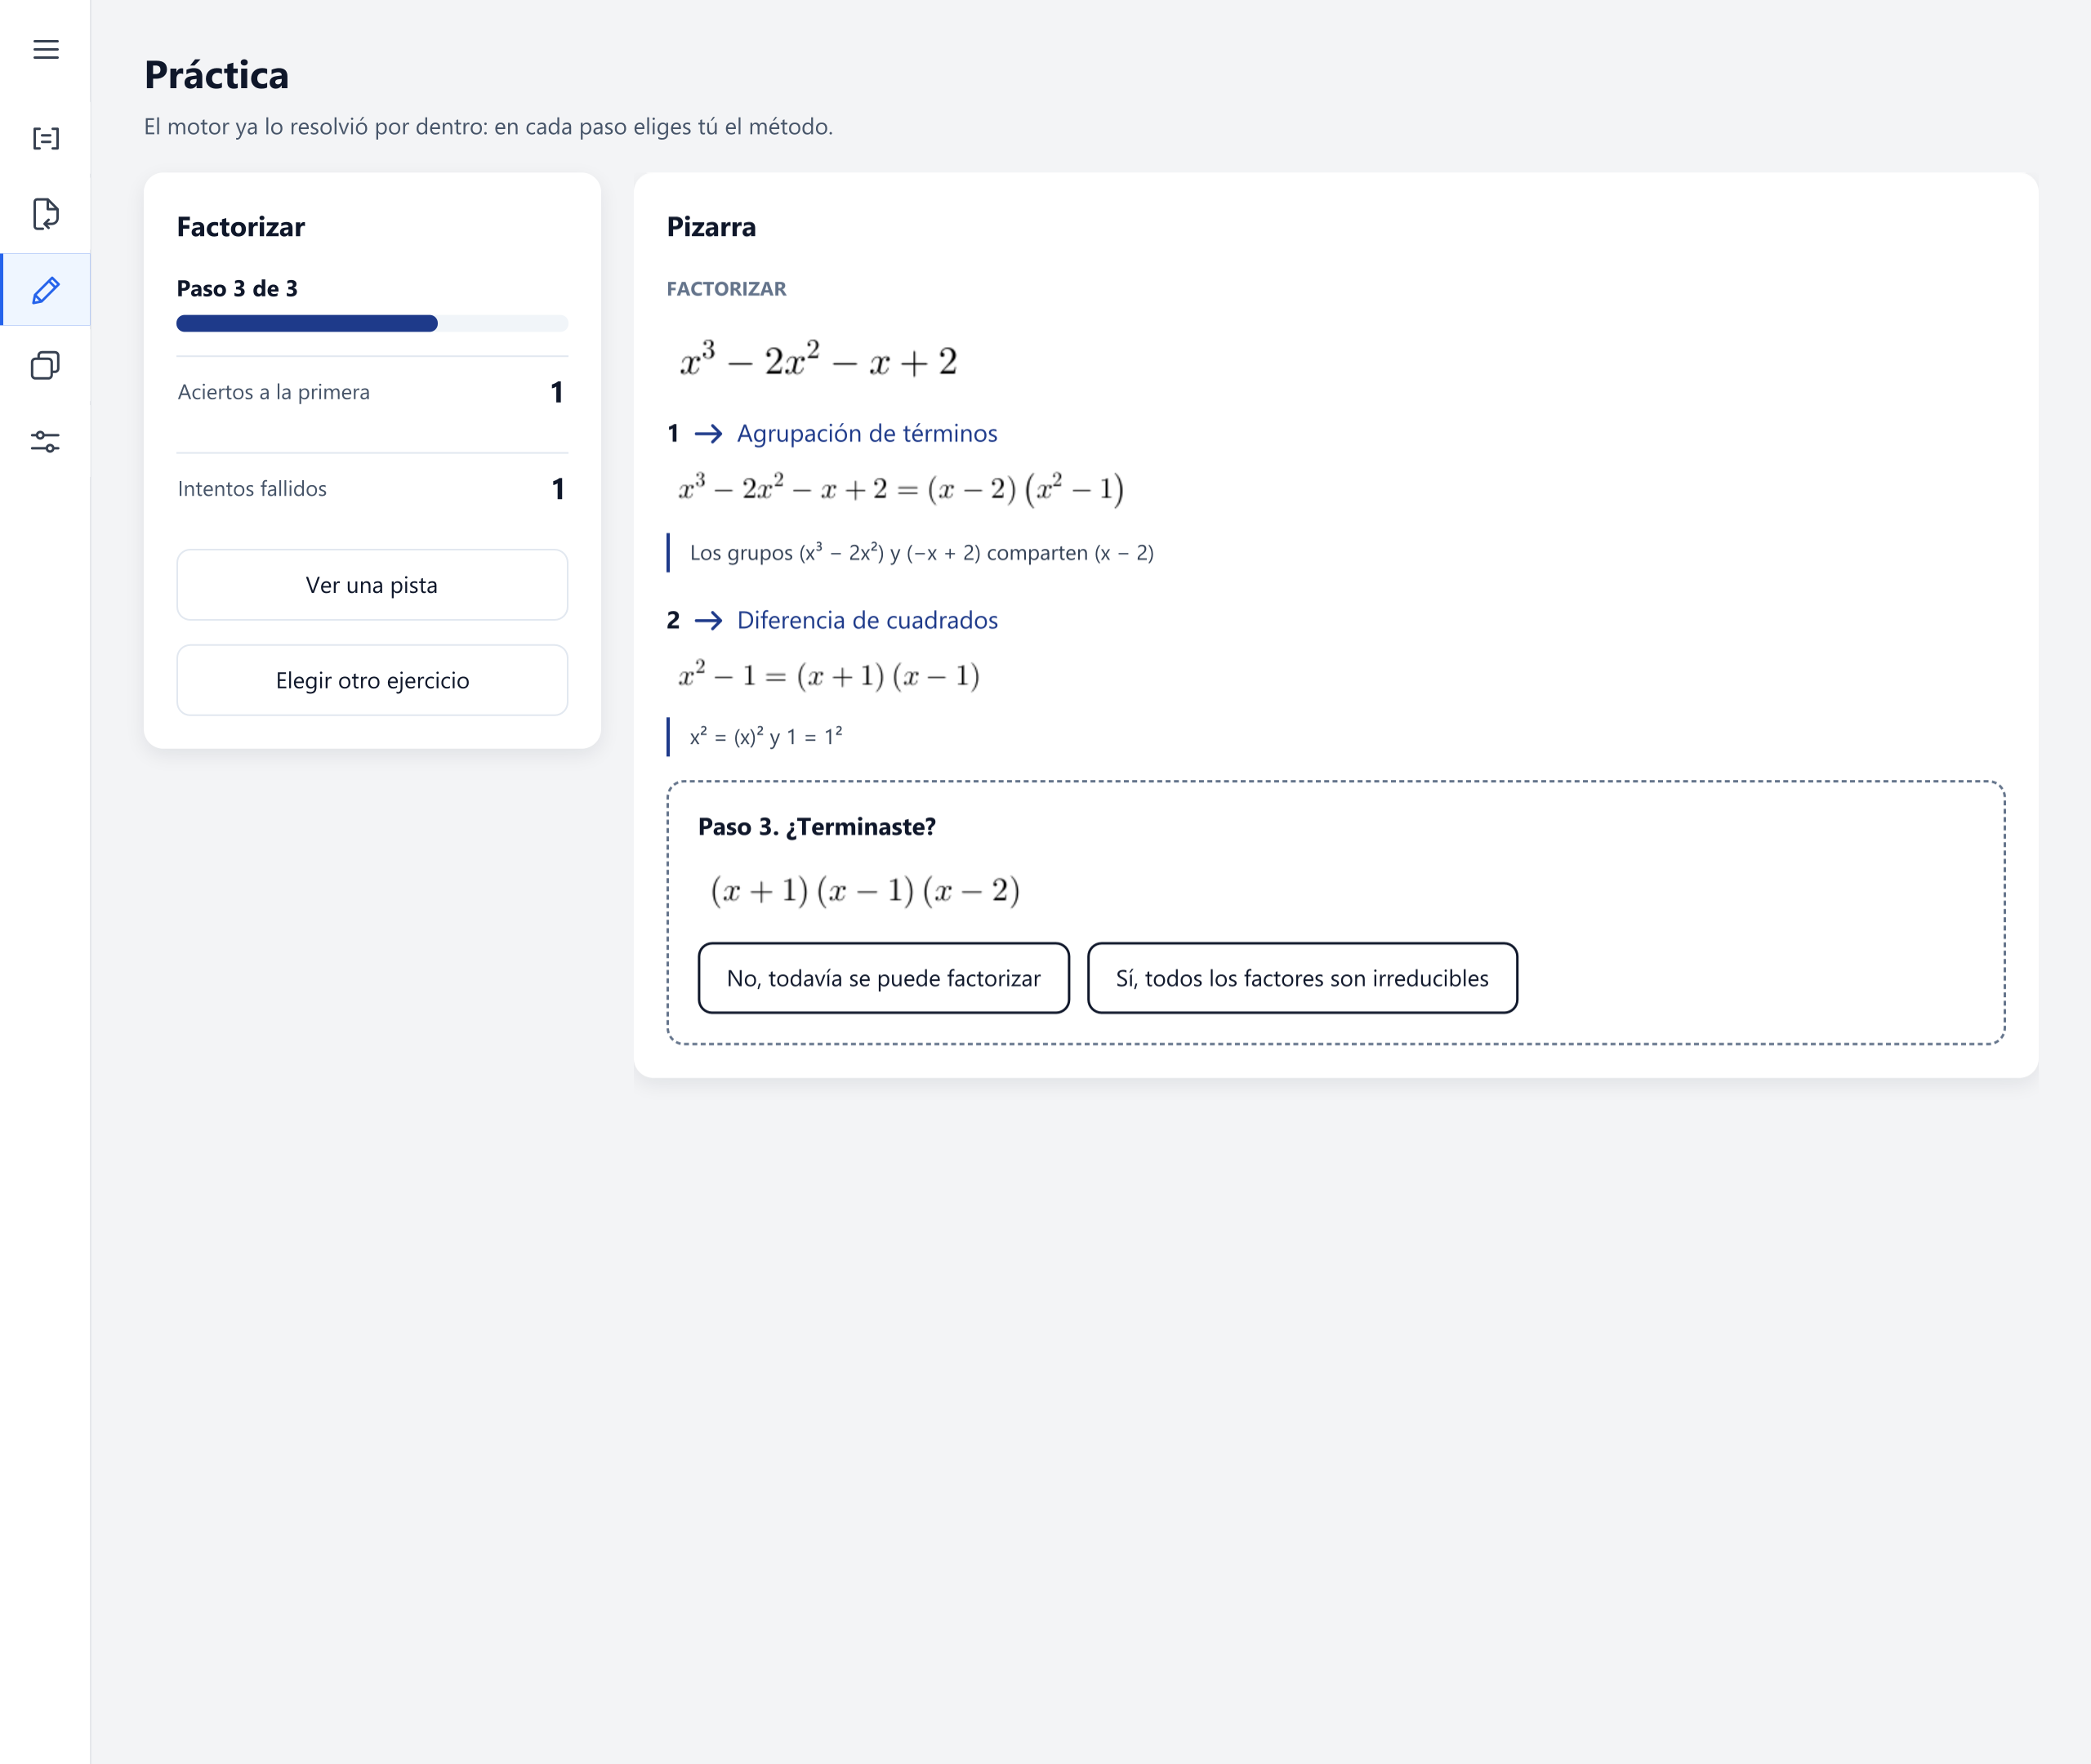 Práctica
El motor ya lo resolvió por dentro: en cada paso eliges tú el método.
Factorizar
Paso 3 de 3
Aciertos a la primera 1
Intentos fallidos 1
Ver una pista
Elegir otro ejercicio
Pizarra
FACTORIZAR
x³ − 2x² − x + 2
1 → Agrupación de términos
x³ − 2x² − x + 2 = (x − 2) (x² − 1)
Los grupos (x³ − 2x²) y (−x + 2) comparten (x − 2)
2 → Diferencia de cuadrados
x² − 1 = (x + 1) (x − 1)
x² = (x)² y 1 = 1²
Paso 3. ¿Terminaste?
(x + 1) (x − 1) (x − 2)
No, todavía se puede factorizar
Sí, todos los factores son irreducibles